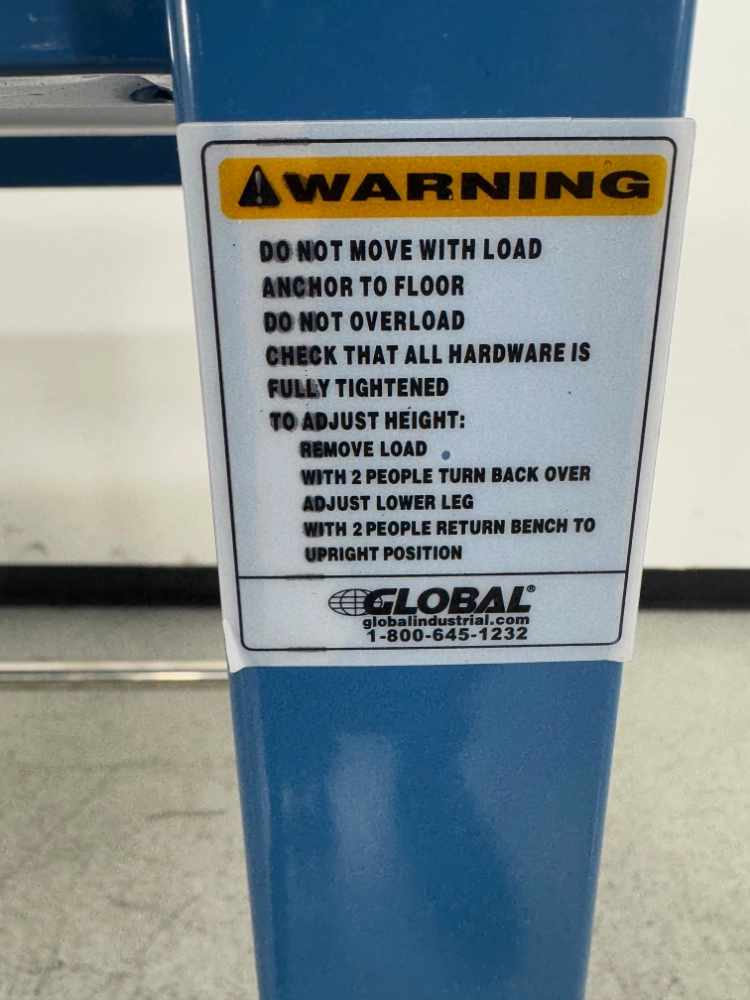 WARNING
DO NOT MOVE WITH LOAD
ANCHOR TO FLOOR
DO NOT OVERLOAD
CHECK THAT ALL HARDWARE IS
FULLY TIGHTENED
TO ADJUST HEIGHT:
REMOVE LOAD
WITH 2 PEOPLE TURN BACK OVER
ADJUST LOWER LEG
WITH 2 PEOPLE RETURN BENCH TO
UPRIGHT POSITION
GLOBAL®
globalindustrial.com
1-800-645-1232